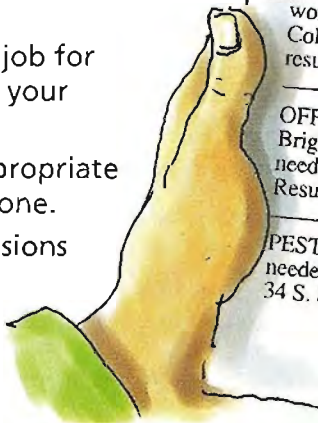 job for
your
propriate
one.
sions
wo
Col
resu
OFF
Brig
need
Resu
PEST
neede
34 S.